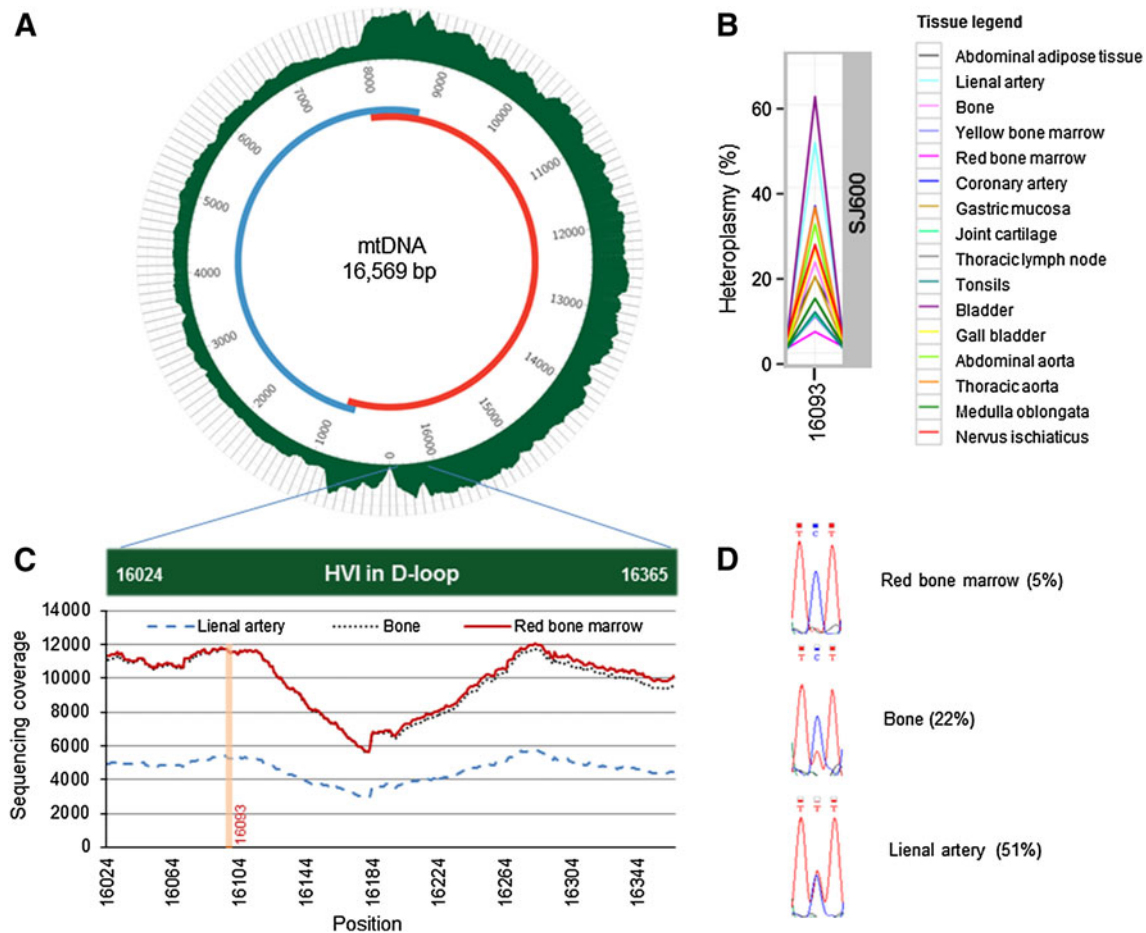 A
8000
9000
10000
11000
12000
13000
14000
15000
16000
0
1000
2000
3000
4000
5000
6000
7000
mtDNA
16,569 bp
B
Heteroplasmy (%)
60
40
20
0
16093
SJ600
Tissue legend
Abdominal adipose tissue
Lienal artery
Bone
Yellow bone marrow
Red bone marrow
Coronary artery
Gastric mucosa
Joint cartilage
Thoracic lymph node
Tonsils
Bladder
Gall bladder
Abdominal aorta
Thoracic aorta
Medulla oblongata
Nervus ischiaticus
C
16024 HVI in D-loop 16365
Sequencing coverage
14000
12000
10000
8000
6000
4000
2000
0
Lienal artery Bone Red bone marrow
16093
16024 16064 16104 16144 16184 16224 16264 16304 16344
Position
D
T C T
Red bone marrow (5%)
T C T
Bone (22%)
T T T
Lienal artery (51%)